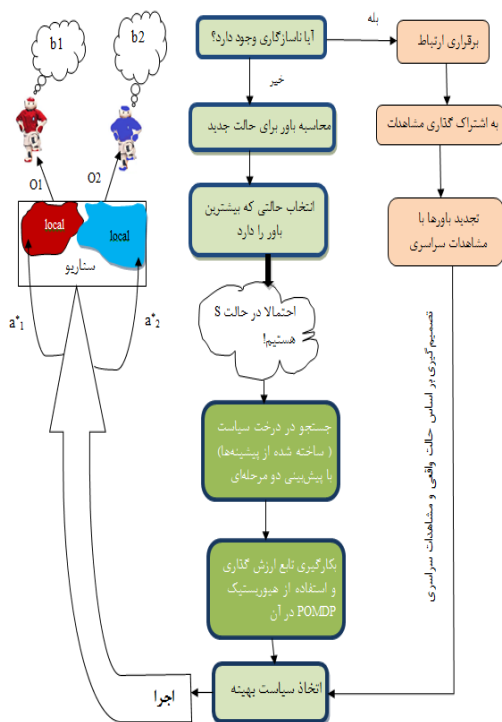 b1
b2
O1
O2
local
local
سناریو
a*1
a*2
آیا ناسازگاری وجود دارد؟
بله
خیر
برقراری ارتباط
به اشتراک گذاری مشاهدات
تجدید باورها با
مشاهدات سراسری
تصمیم گیری بر اساس حالت واقعی و مشاهدات سراسری
محاسبه باور برای حالت جدید
انتخاب حالتی که بیشترین
باور را دارد
احتمالا در حالت S
هستیم!
جستجو در درخت سیاست
( ساخته شده از پیشینه‌ها)
با پیش‌بینی دو مرحله‌ای
بکارگیری تابع ارزش گذاری
و استفاده از هیوریستیک
POMDP در آن
اتخاذ سیاست بهینه
اجرا